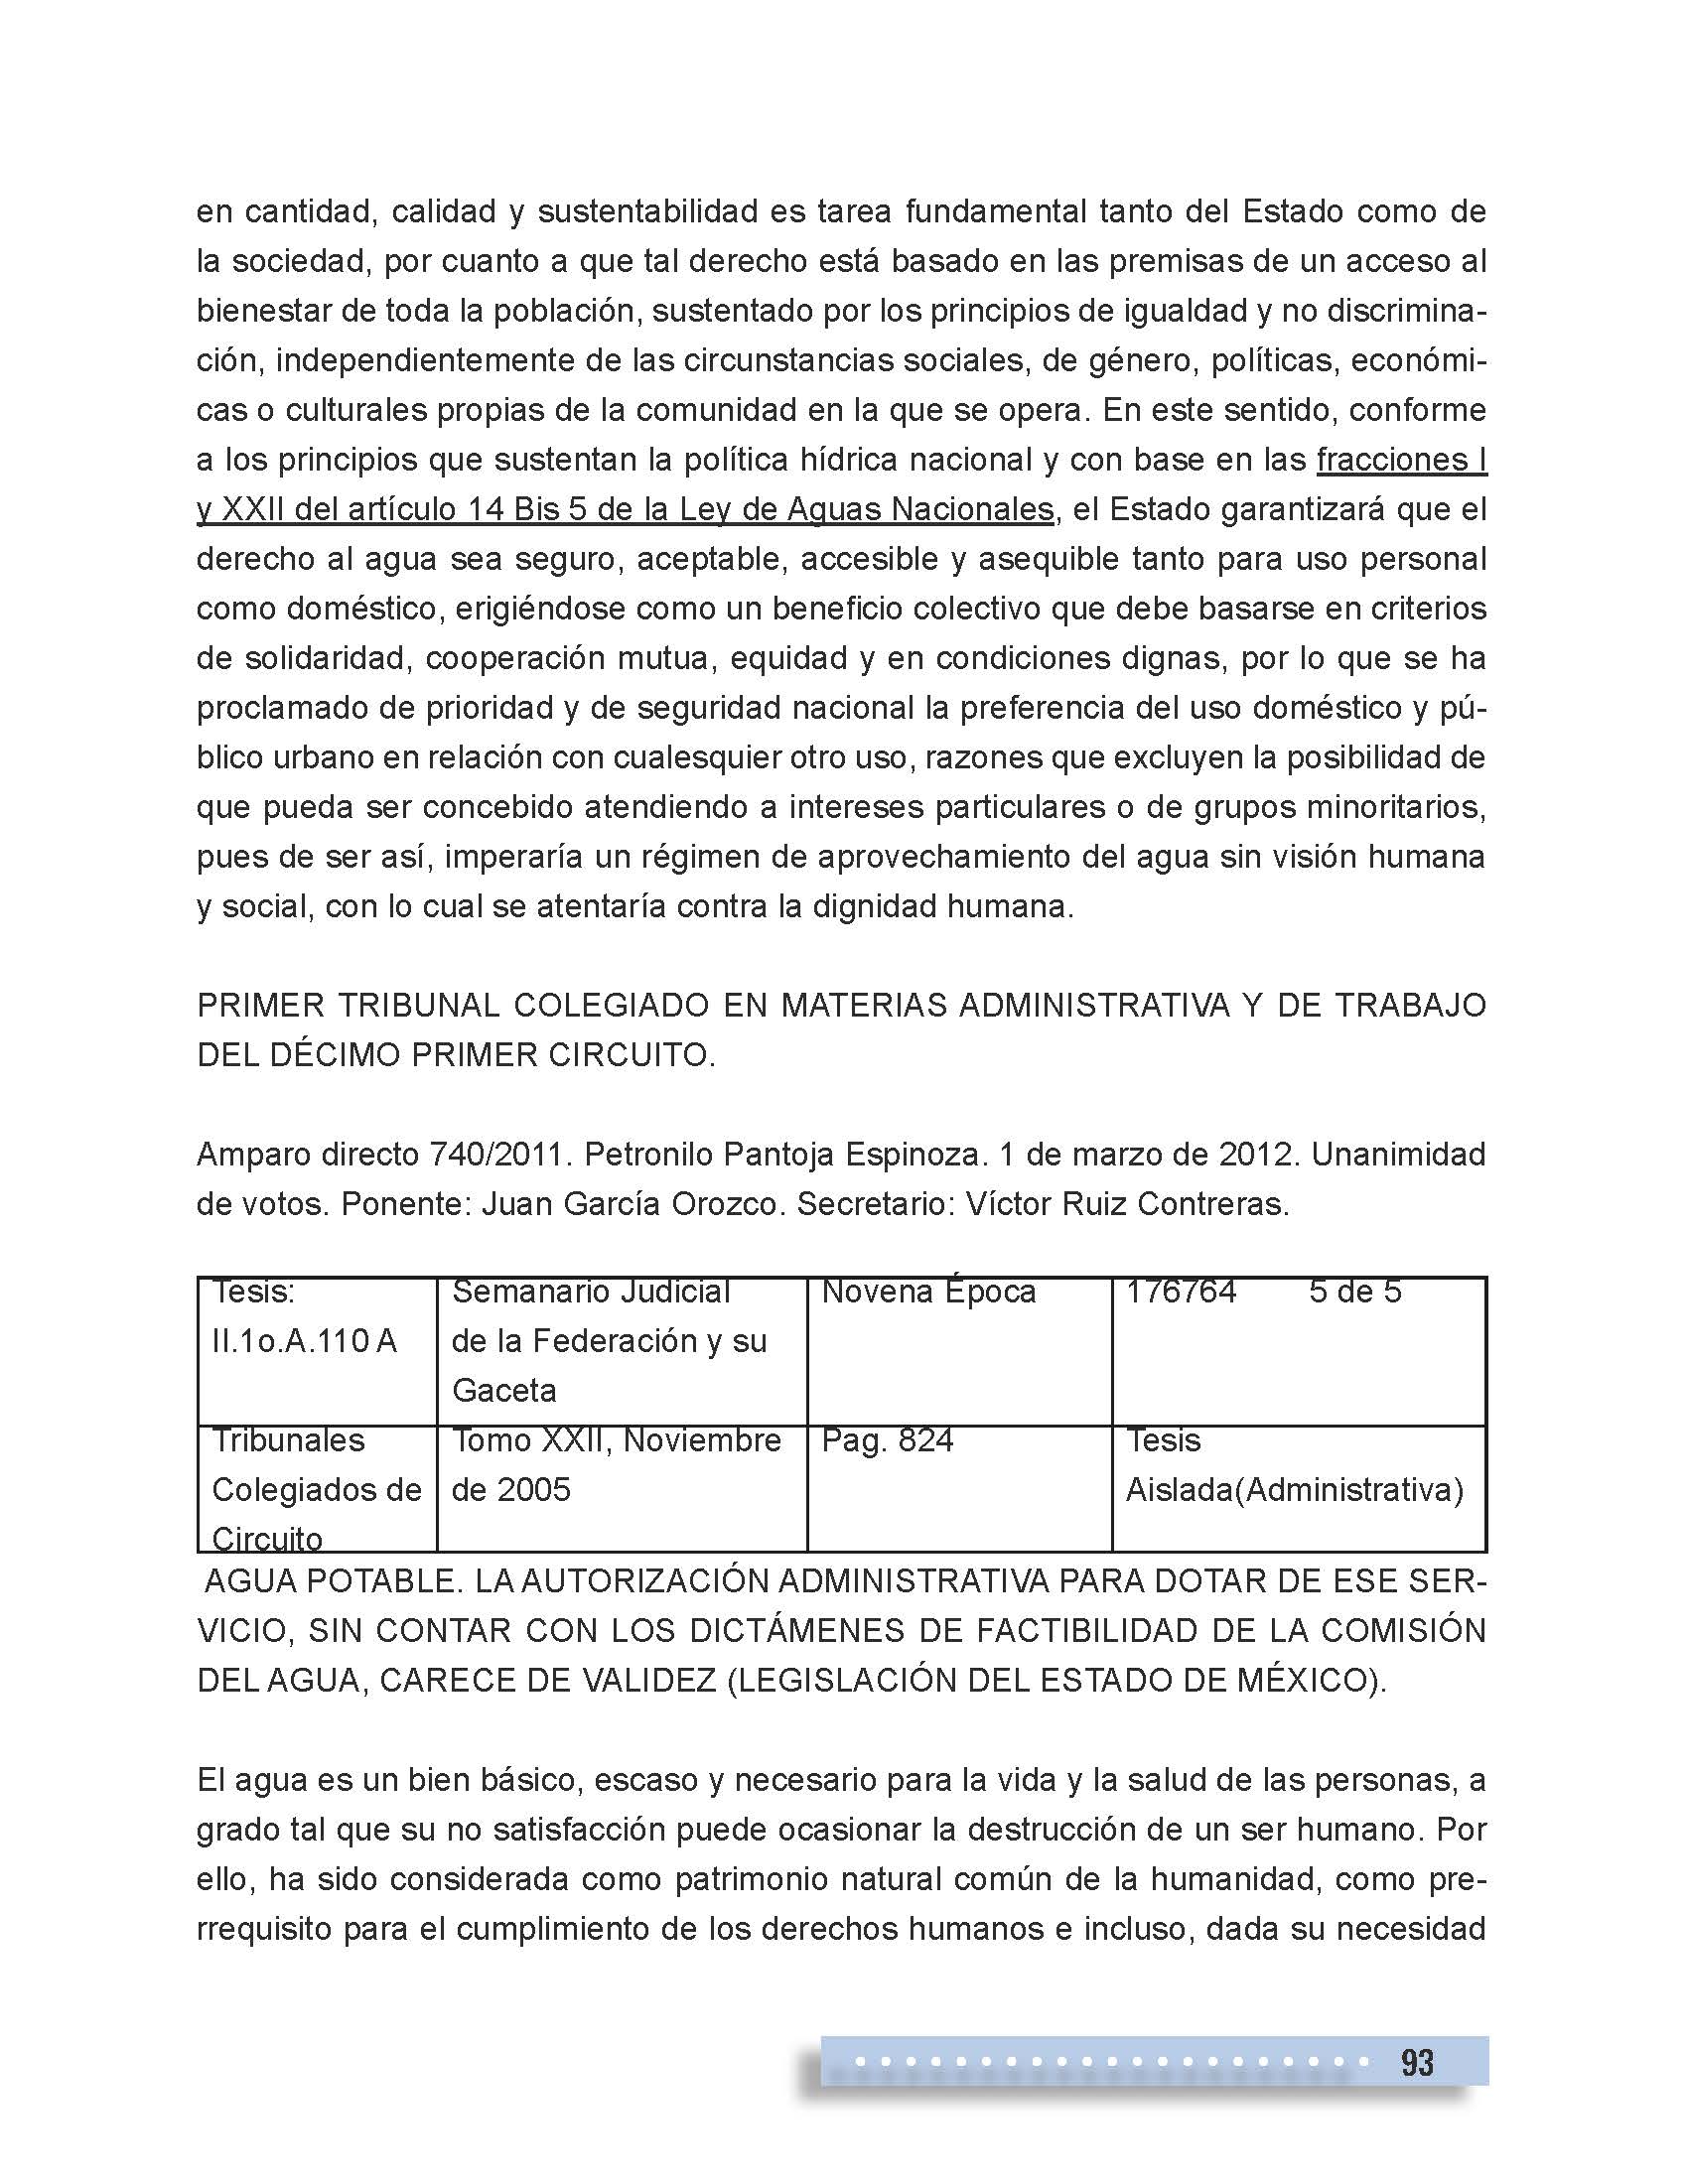 en cantidad, calidad y sustentabilidad es tarea fundamental tanto del Estado como de
la sociedad, por cuanto a que tal derecho está basado en las premisas de un acceso al
bienestar de toda la población, sustentado por los principios de igualdad y no discrimina-
ción, independientemente de las circunstancias sociales, de género, políticas, económi-
cas o culturales propias de la comunidad en la que se opera. En este sentido, conforme
a los principios que sustentan la política hídrica nacional y con base en las fracciones I
y XXII del artículo 14 Bis 5 de la Ley de Aguas Nacionales, el Estado garantizará que el
derecho al agua sea seguro, aceptable, accesible y asequible tanto para uso personal
como doméstico, erigiéndose como un beneficio colectivo que debe basarse en criterios
de solidaridad, cooperación mutua, equidad y en condiciones dignas, por lo que se ha
proclamado de prioridad y de seguridad nacional la preferencia del uso doméstico y pú-
blico urbano en relación con cualesquier otro uso, razones que excluyen la posibilidad de
que pueda ser concebido atendiendo a intereses particulares o de grupos minoritarios,
pues de ser así, imperaría un régimen de aprovechamiento del agua sin visión humana
y social, con lo cual se atentaría contra la dignidad humana.
PRIMER TRIBUNAL COLEGIADO EN MATERIAS ADMINISTRATIVA Y DE TRABAJO
DEL DÉCIMO PRIMER CIRCUITO.
Amparo directo 740/2011. Petronilo Pantoja Espinoza. 1 de marzo de 2012. Unanimidad
de votos. Ponente: Juan García Orozco. Secretario: Víctor Ruiz Contreras.
Tesis:
II.1o.A.110 A
Semanario Judicial
de la Federación y su
Gaceta
Novena Época
176764 5 de 5
Tribunales
Colegiados de
Circuito
Tomo XXII, Noviembre
de 2005
Pag. 824
Tesis
Aislada(Administrativa)
AGUA POTABLE. LA AUTORIZACIÓN ADMINISTRATIVA PARA DOTAR DE ESE SER-
VICIO, SIN CONTAR CON LOS DICTÁMENES DE FACTIBILIDAD DE LA COMISIÓN
DEL AGUA, CARECE DE VALIDEZ (LEGISLACIÓN DEL ESTADO DE MÉXICO).
El agua es un bien básico, escaso y necesario para la vida y la salud de las personas, a
grado tal que su no satisfacción puede ocasionar la destrucción de un ser humano. Por
ello, ha sido considerada como patrimonio natural común de la humanidad, como pre-
rrequisito para el cumplimiento de los derechos humanos e incluso, dada su necesidad
93